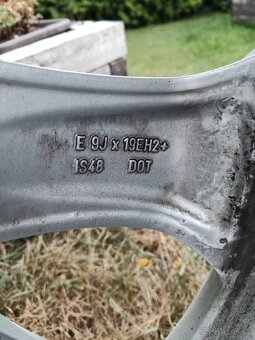 E 9J x 19EH2+
IS48 DOT